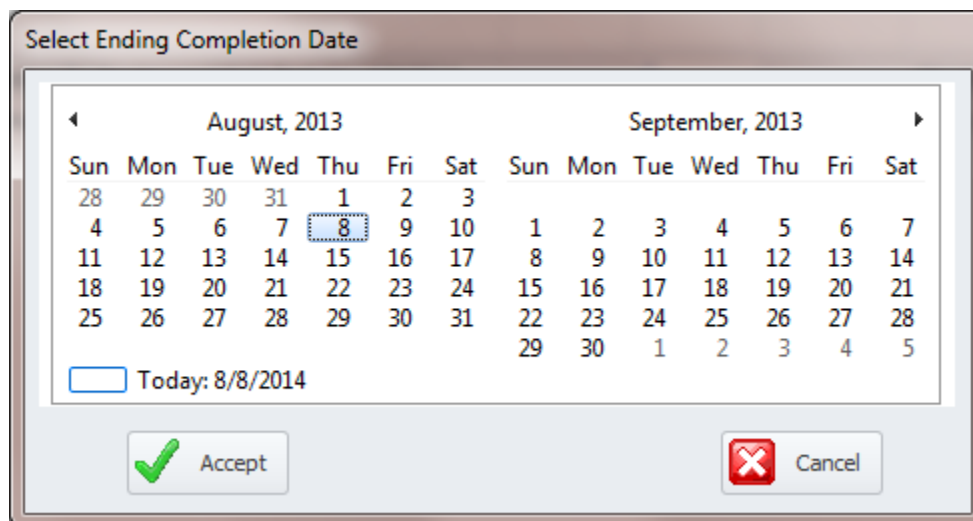 Select Ending Completion Date
August, 2013 September, 2013
Sun Mon Tue Wed Thu Fri Sat Sun Mon Tue Wed Thu Fri Sat
28 29 30 31 1 2 3
4 5 6 7 8 9 10 1 2 3 4 5 6 7
11 12 13 14 15 16 17 8 9 10 11 12 13 14
18 19 20 21 22 23 24 15 16 17 18 19 20 21
25 26 27 28 29 30 31 22 23 24 25 26 27 28
29 30 1 2 3 4 5
Today: 8/8/2014
Accept Cancel